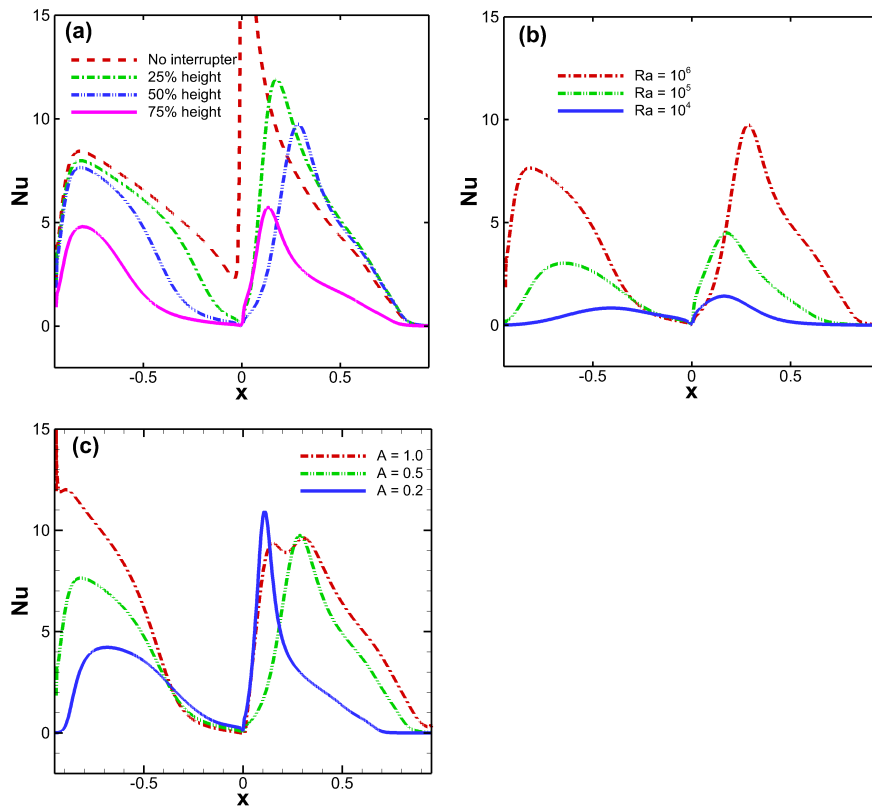 (a)
15
10
5
0
Nu
No interrupter
25% height
50% height
75% height
-0.5
0
0.5
x
(b)
15
10
5
0
Nu
Ra = 10⁶
Ra = 10⁵
Ra = 10⁴
-0.5
0
0.5
x
(c)
15
10
5
0
Nu
A = 1.0
A = 0.5
A = 0.2
-0.5
0
0.5
x